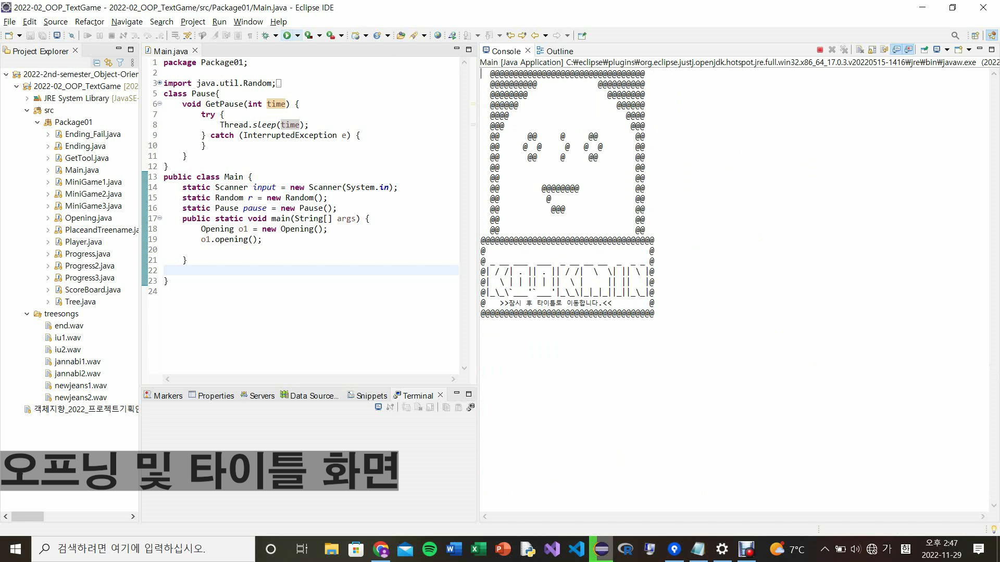 2022-02_OOP_TextGame - 2022-02_OOP_TextGame/src/Package01/Main.java - Eclipse IDE
File Edit Source Refactor Navigate Search Project Run Window Help
Project Explorer
2022-2nd-semester_Object-Orier
2022-02_OOP_TextGame [202
JRE System Library [JavaSE-
src
Package01
Ending_Fail.java
Ending.java
GetTool.java
Main.java
MiniGame1.java
MiniGame2.java
MiniGame3.java
Opening.java
PlaceandTreename.ja
Player.java
Progress.java
Progress2.java
Progress3.java
ScoreBoard.java
Tree.java
treesongs
end.wav
iu1.wav
iu2.wav
jannabi1.wav
jannabi2.wav
newjeans1.wav
newjeans2.wav
객체지향_2022_프로젝트기획안
Main.java
1 package Package01;
2
3 import java.util.Random;
5 class Pause{
6 void GetPause(int time) {
7 try {
8 Thread.sleep(time);
9 } catch (InterruptedException e) {
10 }
11 }
12 }
13 public class Main {
14 static Scanner input = new Scanner(System.in);
15 static Random r = new Random();
16 static Pause pause = new Pause();
17 public static void main(String[] args) {
18 Opening o1 = new Opening();
19 o1.opening();
20
21 }
22
23 }
24
Markers Properties Servers Data Source... Snippets Terminal
Console Outline
Main [Java Application] C:₩eclipse₩plugins₩org.eclipse.justj.openjdk.hotspot.jre.full.win32.x86_64_17.0.3.v20220515-1416₩jre₩bin₩javaw.exe (2022
KOOKMIN
>>잠시 후 타이틀로 이동합니다.<<
오프닝 및 타이틀 화면
검색하려면 여기에 입력하십시오.
7°C
가
한
오후 2:47
2022-11-29